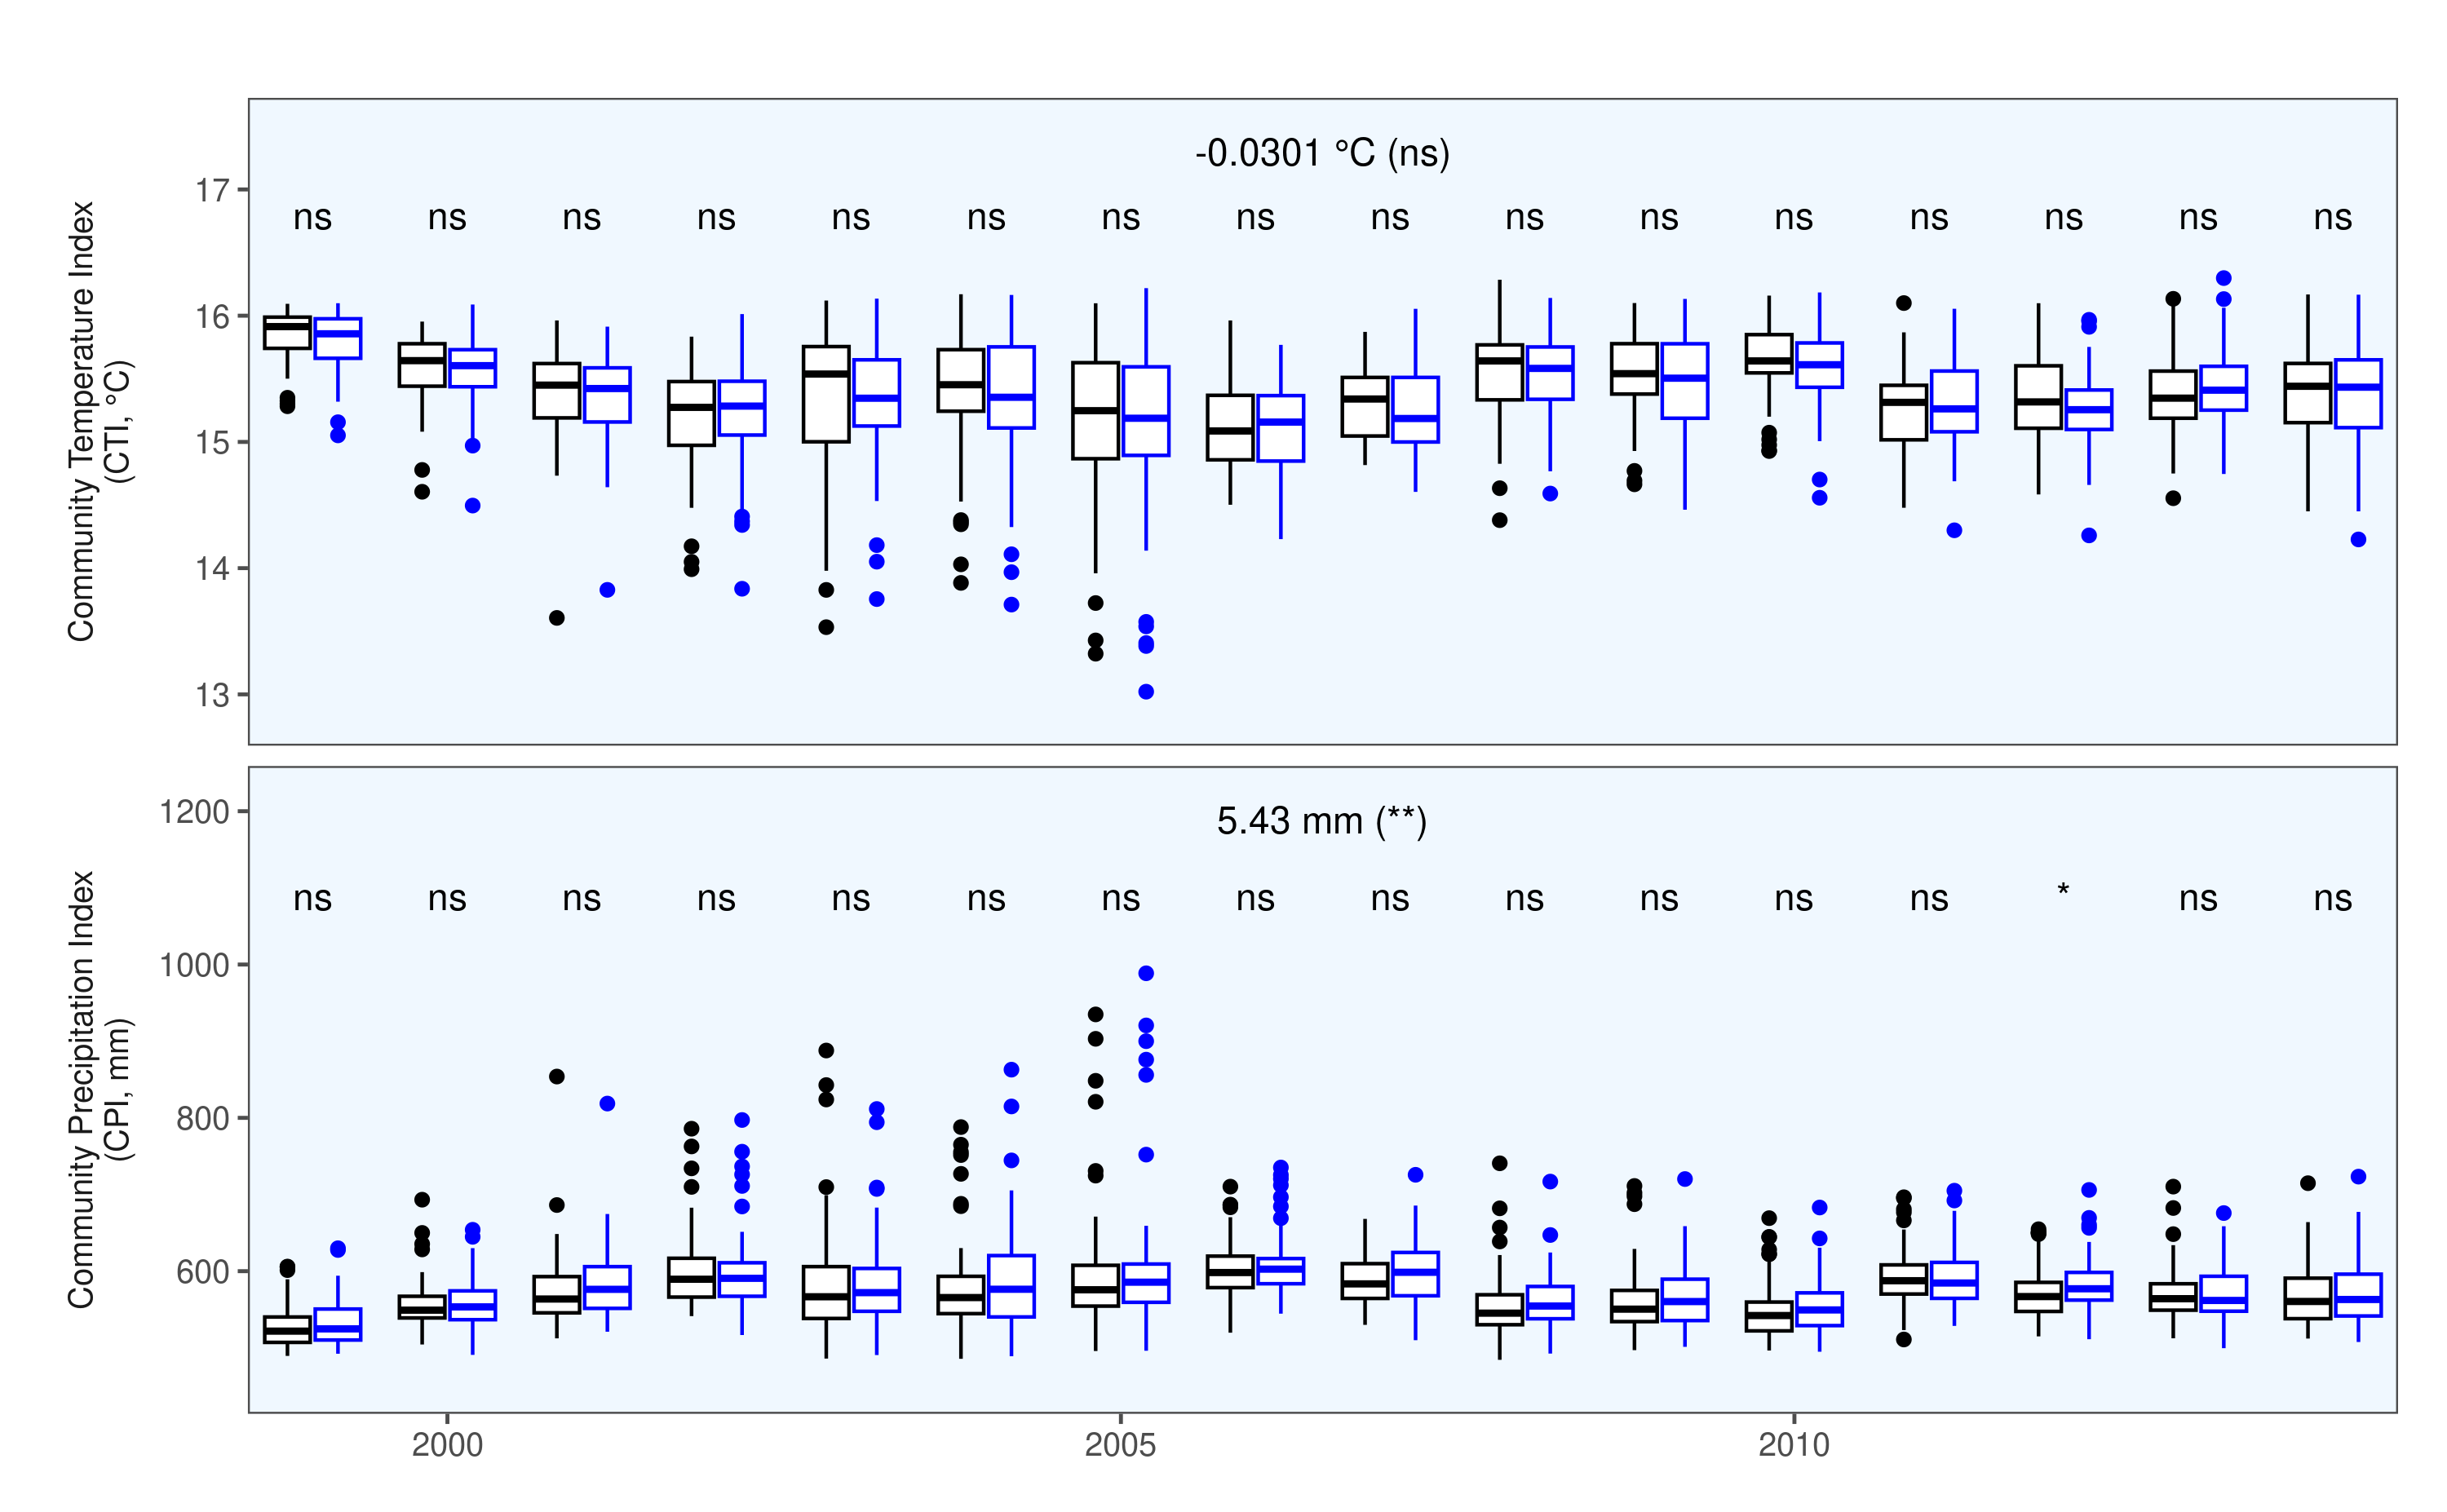 -0.0301 °C (ns)
17
ns ns ns ns ns ns ns ns ns ns ns ns ns ns ns ns
16
15
14
13
Community Temperature Index
(CTI, °C)
1200
5.43 mm (**)
ns ns ns ns ns ns ns ns ns ns ns ns ns * ns ns
1000
800
600
Community Precipitation Index
(CPI, mm)
2000 2005 2010